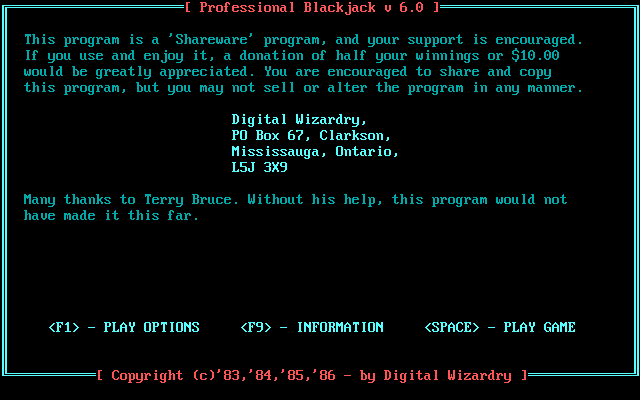 [ Professional Blackjack v 6.0 ]
This program is a 'Shareware' program, and your support is encouraged.
If you use and enjoy it, a donation of half your winnings or $10.00
would be greatly appreciated. You are encouraged to share and copy
this program, but you may not sell or alter the program in any manner.
Digital Wizardry,
PO Box 67, Clarkson,
Mississauga, Ontario,
L5J 3X9
Many thanks to Terry Bruce. Without his help, this program would not
have made it this far.
<F1> - PLAY OPTIONS <F9> - INFORMATION <SPACE> - PLAY GAME
[ Copyright (c)'83,'84,'85,'86 - by Digital Wizardry ]